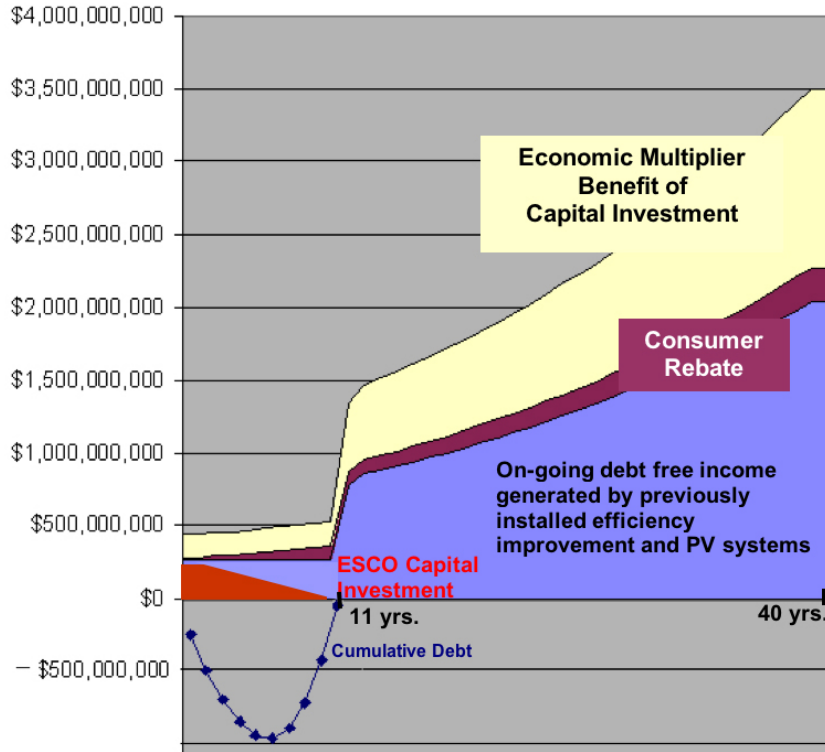 $4,000,000,000
$3,500,000,000
$3,000,000,000
$2,500,000,000
$2,000,000,000
$1,500,000,000
$1,000,000,000
$500,000,000
$0
– $500,000,000
Economic Multiplier
Benefit of
Capital Investment
Consumer
Rebate
On-going debt free income
generated by previously
installed efficiency
improvement and PV systems
ESCO Capital
Investment
11 yrs.
40 yrs.
Cumulative Debt